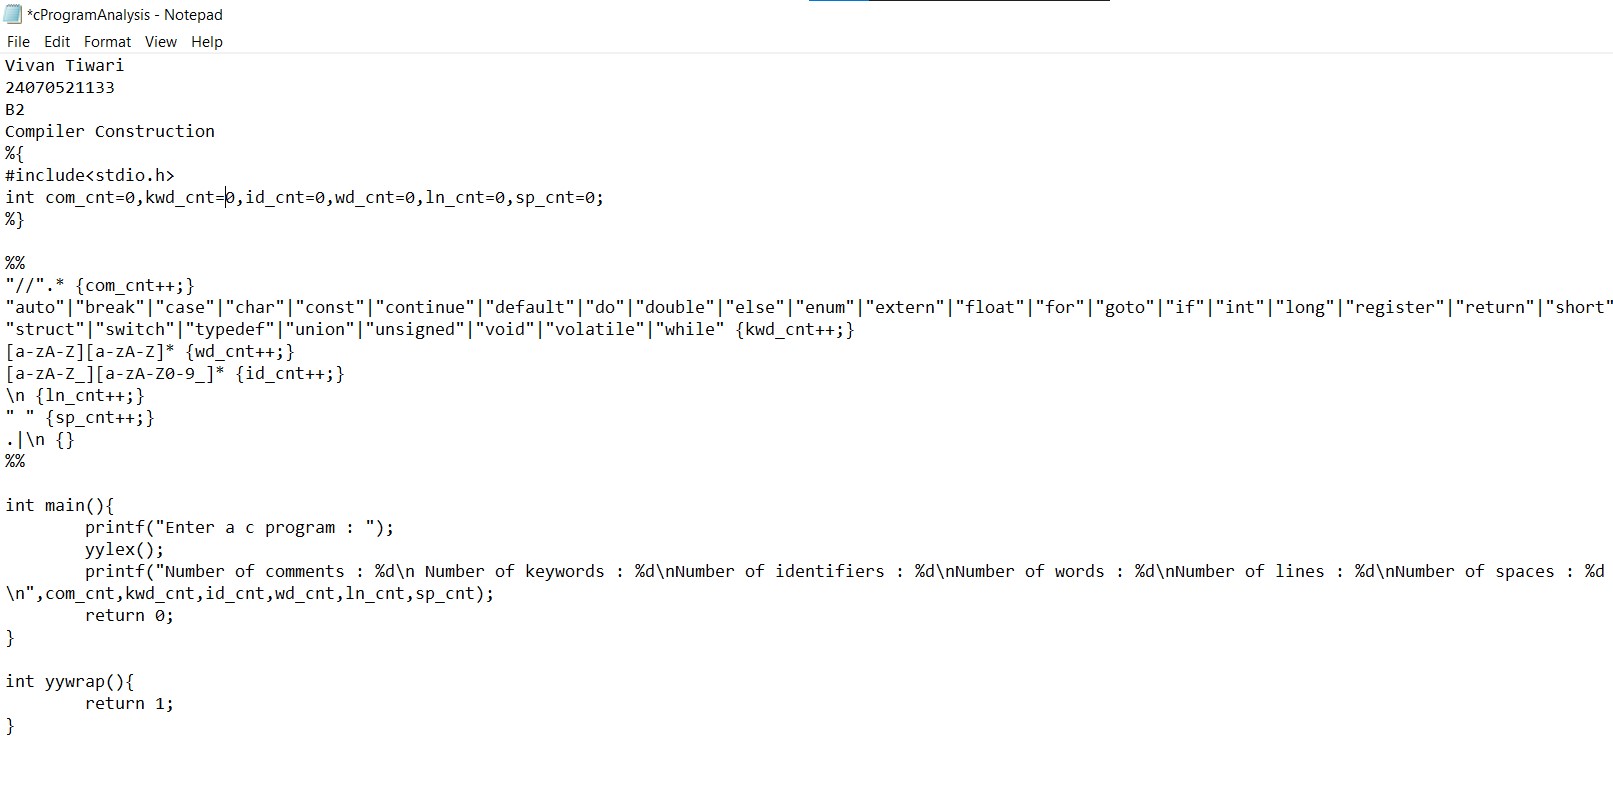 *cProgramAnalysis - Notepad
File Edit Format View Help
Vivan Tiwari
24070521133
B2
Compiler Construction
%{
#include<stdio.h>
int com_cnt=0,kwd_cnt=0,id_cnt=0,wd_cnt=0,ln_cnt=0,sp_cnt=0;
%}
%%
"//".* {com_cnt++;}
"auto"|"break"|"case"|"char"|"const"|"continue"|"default"|"do"|"double"|"else"|"enum"|"extern"|"float"|"for"|"goto"|"if"|"int"|"long"|"register"|"return"|"short"
"struct"|"switch"|"typedef"|"union"|"unsigned"|"void"|"volatile"|"while" {kwd_cnt++;}
[a-zA-Z][a-zA-Z]* {wd_cnt++;}
[a-zA-Z_][a-zA-Z0-9_]* {id_cnt++;}
\n {ln_cnt++;}
" " {sp_cnt++;}
.|\n {}
%%
int main(){
        printf("Enter a c program : ");
        yylex();
        printf("Number of comments : %d\n Number of keywords : %d\nNumber of identifiers : %d\nNumber of words : %d\nNumber of lines : %d\nNumber of spaces : %d
\n",com_cnt,kwd_cnt,id_cnt,wd_cnt,ln_cnt,sp_cnt);
        return 0;
}
int yywrap(){
        return 1;
}